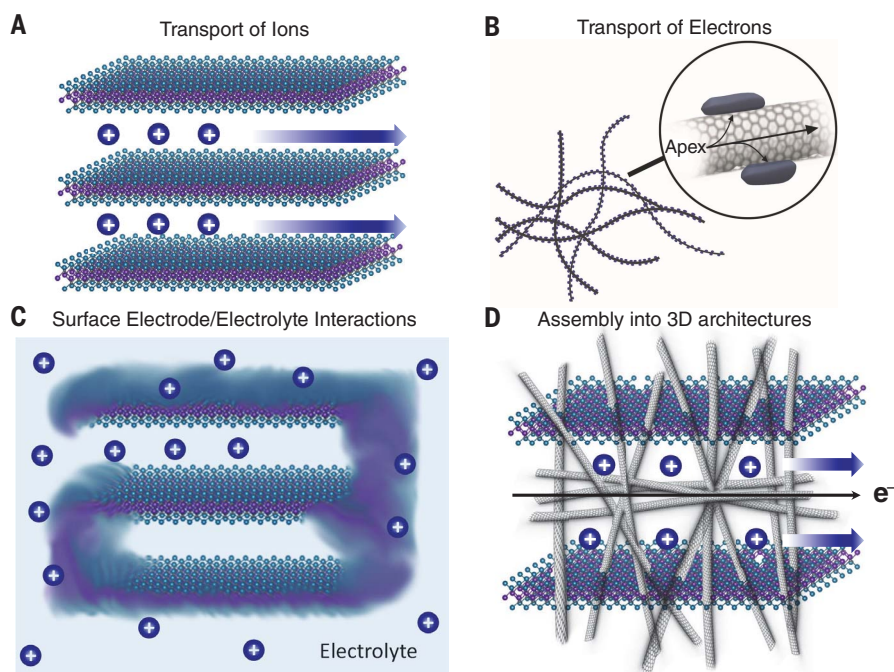 A
Transport of Ions
B
Transport of Electrons
Apex
C
Surface Electrode/Electrolyte Interactions
Electrolyte
D
Assembly into 3D architectures
e⁻